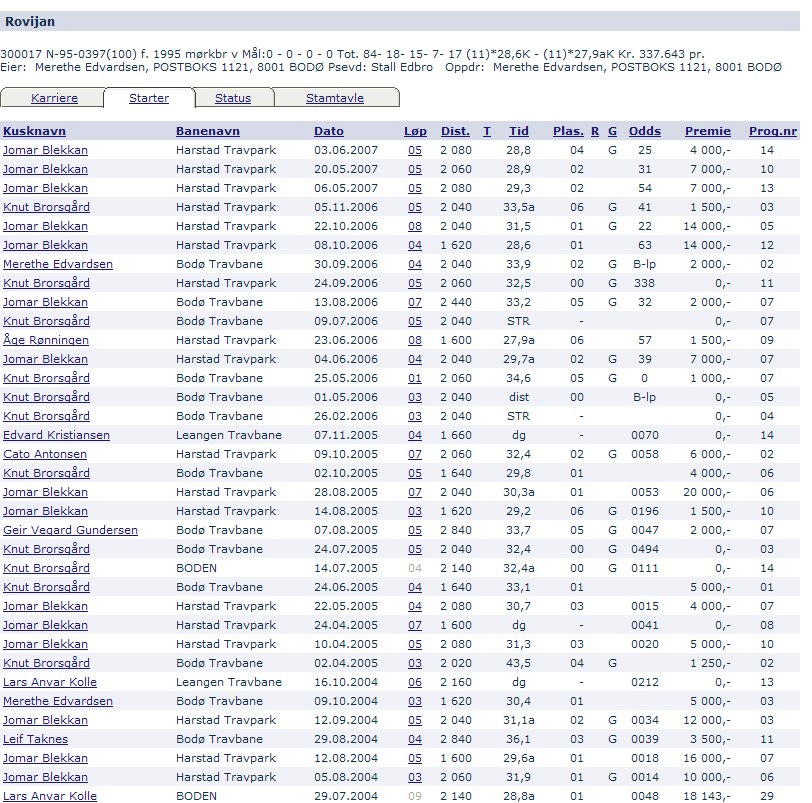 Rovijan
300017 N-95-0397(100) f. 1995 mørkbr v Mål:0 - 0 - 0 - 0 Tot. 84- 18- 15- 7- 17 (11)*28,6K - (11)*27,9aK Kr. 337.643 pr.
Eier: Merethe Edvardsen, POSTBOKS 1121, 8001 BODØ Psevd: Stall Edbro Oppdr: Merethe Edvardsen, POSTBOKS 1121, 8001 BODØ
Karriere Starter Status Stamtavle
Kusknavn Banenavn Dato Løp Dist. T Tid Plas. R G Odds Premie Prog.nr
Jomar Blekkan Harstad Travpark 03.06.2007 05 2 080 28,8 04 G 25 4 000,- 14
Jomar Blekkan Harstad Travpark 20.05.2007 05 2 060 28,9 02 31 7 000,- 10
Jomar Blekkan Harstad Travpark 06.05.2007 05 2 080 29,3 02 54 7 000,- 13
Knut Brorsgård Harstad Travpark 05.11.2006 05 2 040 33,5a 06 G 41 1 500,- 03
Jomar Blekkan Harstad Travpark 22.10.2006 08 2 040 31,5 01 G 22 14 000,- 05
Jomar Blekkan Harstad Travpark 08.10.2006 04 1 620 28,6 01 63 14 000,- 12
Merethe Edvardsen Bodø Travbane 30.09.2006 04 2 040 33,9 02 G B-lp 2 000,- 02
Knut Brorsgård Harstad Travpark 24.09.2006 05 2 060 32,5 00 G 338 0,- 11
Jomar Blekkan Bodø Travbane 13.08.2006 07 2 440 33,2 05 G 32 2 000,- 07
Knut Brorsgård Bodø Travbane 09.07.2006 05 2 040 STR - 0,- 07
Åge Rønningen Harstad Travpark 23.06.2006 08 1 600 27,9a 06 57 1 500,- 09
Jomar Blekkan Harstad Travpark 04.06.2006 04 2 040 29,7a 02 G 39 7 000,- 07
Knut Brorsgård Bodø Travbane 25.05.2006 01 2 060 34,6 05 G 0 1 000,- 07
Knut Brorsgård Bodø Travbane 01.05.2006 03 2 040 dist 00 B-lp 0,- 05
Knut Brorsgård Bodø Travbane 26.02.2006 03 2 040 STR - 0,- 04
Edvard Kristiansen Leangen Travbane 07.11.2005 04 1 660 dg - 0070 0,- 14
Cato Antonsen Harstad Travpark 09.10.2005 07 2 060 32,4 02 G 0058 6 000,- 02
Knut Brorsgård Bodø Travbane 02.10.2005 05 1 640 29,8 01 4 000,- 06
Jomar Blekkan Harstad Travpark 28.08.2005 07 2 040 30,3a 01 0053 20 000,- 06
Jomar Blekkan Harstad Travpark 14.08.2005 03 1 620 29,2 06 G 0196 1 500,- 10
Geir Vegard Gundersen Bodø Travbane 07.08.2005 05 2 840 33,7 05 G 0047 2 000,- 07
Knut Brorsgård Bodø Travbane 24.07.2005 05 2 040 32,4 00 G 0494 0,- 03
Knut Brorsgård BODEN 14.07.2005 04 2 140 32,4a 00 G 0111 0,- 14
Knut Brorsgård Bodø Travbane 24.06.2005 04 1 640 33,1 01 5 000,- 01
Jomar Blekkan Harstad Travpark 22.05.2005 04 2 080 30,7 03 0015 4 000,- 07
Jomar Blekkan Harstad Travpark 24.04.2005 07 1 600 dg - 0041 0,- 08
Jomar Blekkan Harstad Travpark 10.04.2005 05 2 080 31,3 03 0020 5 000,- 10
Knut Brorsgård Bodø Travbane 02.04.2005 03 2 020 43,5 04 G 1 250,- 02
Lars Anvar Kolle Leangen Travbane 16.10.2004 06 2 160 dg - 0212 0,- 13
Merethe Edvardsen Bodø Travbane 09.10.2004 03 1 620 30,4 01 5 000,- 03
Jomar Blekkan Harstad Travpark 12.09.2004 05 2 040 31,1a 02 G 0034 12 000,- 03
Leif Taknes Bodø Travbane 29.08.2004 04 2 840 36,1 03 G 0039 3 500,- 11
Jomar Blekkan Harstad Travpark 12.08.2004 05 1 600 29,6a 01 0018 16 000,- 07
Jomar Blekkan Harstad Travpark 05.08.2004 03 2 060 31,9 01 G 0014 10 000,- 06
Lars Anvar Kolle BODEN 29.07.2004 09 2 140 28,8a 01 0048 18 143,- 29